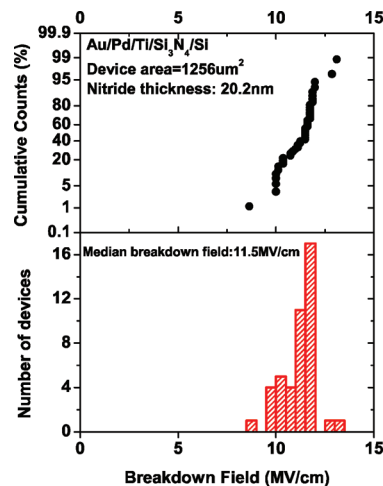 0 5 10 15
99.9
99
95
80
60
40
20
5
1
0.1
Cumulative Counts (%)
Au/Pd/Ti/Si3N4/Si
Device area=1256um²
Nitride thickness: 20.2nm
16
12
8
4
0
Number of devices
Median breakdown field:11.5MV/cm
0 5 10 15
Breakdown Field (MV/cm)